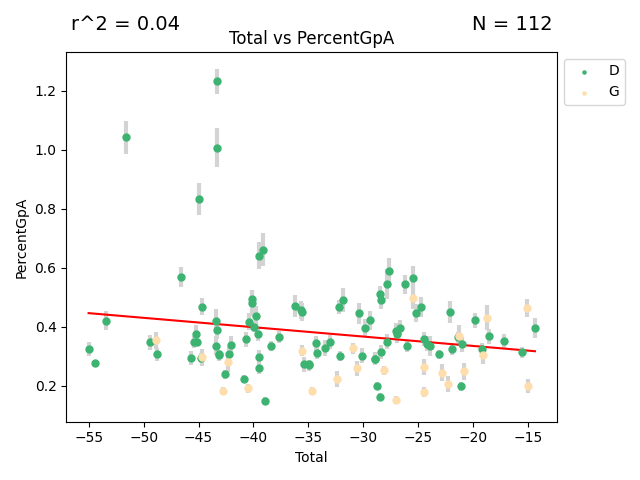 r^2 = 0.04
N = 112
Total vs PercentGpA
D
G
1.2
1.0
0.8
0.6
0.4
0.2
PercentGpA
−55
−50
−45
−40
−35
−30
−25
−20
−15
Total